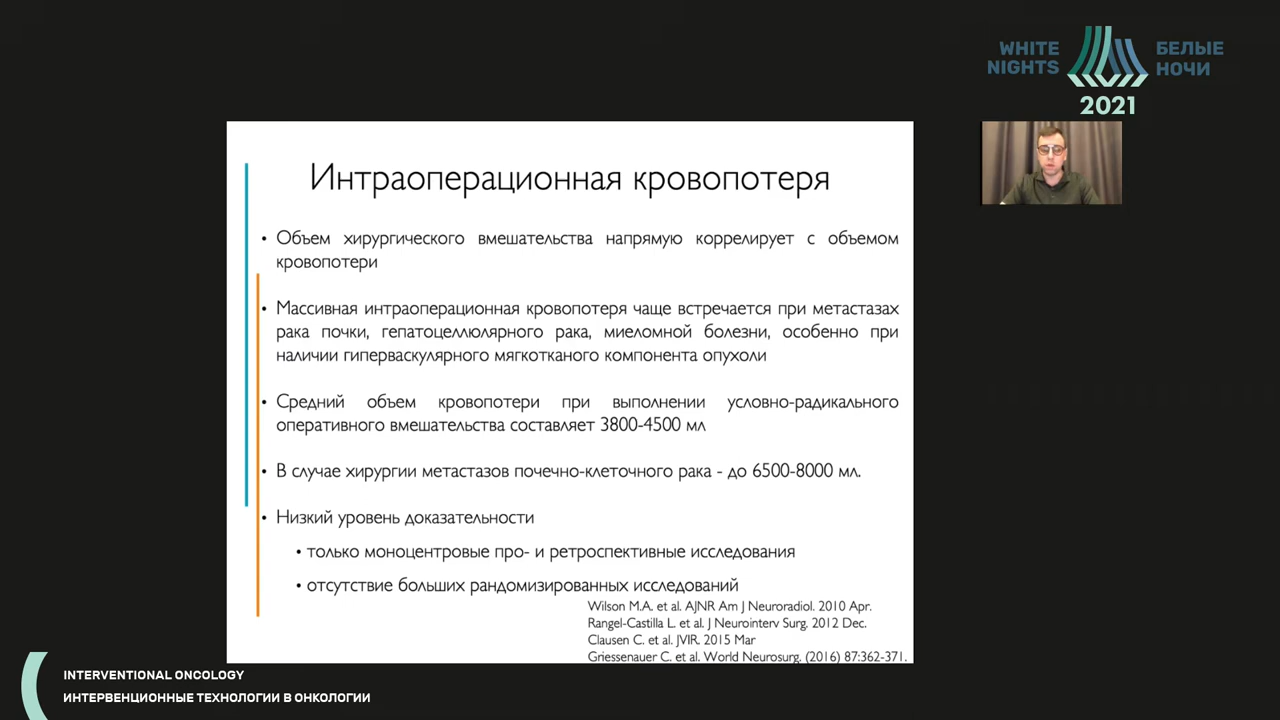 WHITE
NIGHTS
БЕЛЫЕ
НОЧИ
2021
Интраоперационная кровопотеря
• Объем хирургического вмешательства напрямую коррелирует с объемом
кровопотери
• Массивная интраоперационная кровопотеря чаще встречается при метастазах
рака почки, гепатоцеллюлярного рака, миеломной болезни, особенно при
наличии гиперваскулярного мягкотканого компонента опухоли
• Средний объем кровопотери при выполнении условно-радикального
оперативного вмешательства составляет 3800-4500 мл
• В случае хирургии метастазов почечно-клеточного рака - до 6500-8000 мл.
• Низкий уровень доказательности
• только моноцентровые про- и ретроспективные исследования
• отсутствие больших рандомизированных исследований
Wilson M.A. et al. AJNR Am J Neuroradiol. 2010 Apr.
Rangel-Castilla L. et al. J Neurointerv Surg. 2012 Dec.
Clausen C. et al. JVIR. 2015 Mar
Griessenauer C. et al. World Neurosurg. (2016) 87:362-371.
INTERVENTIONAL ONCOLOGY
ИНТЕРВЕНЦИОННЫЕ ТЕХНОЛОГИИ В ОНКОЛОГИИ